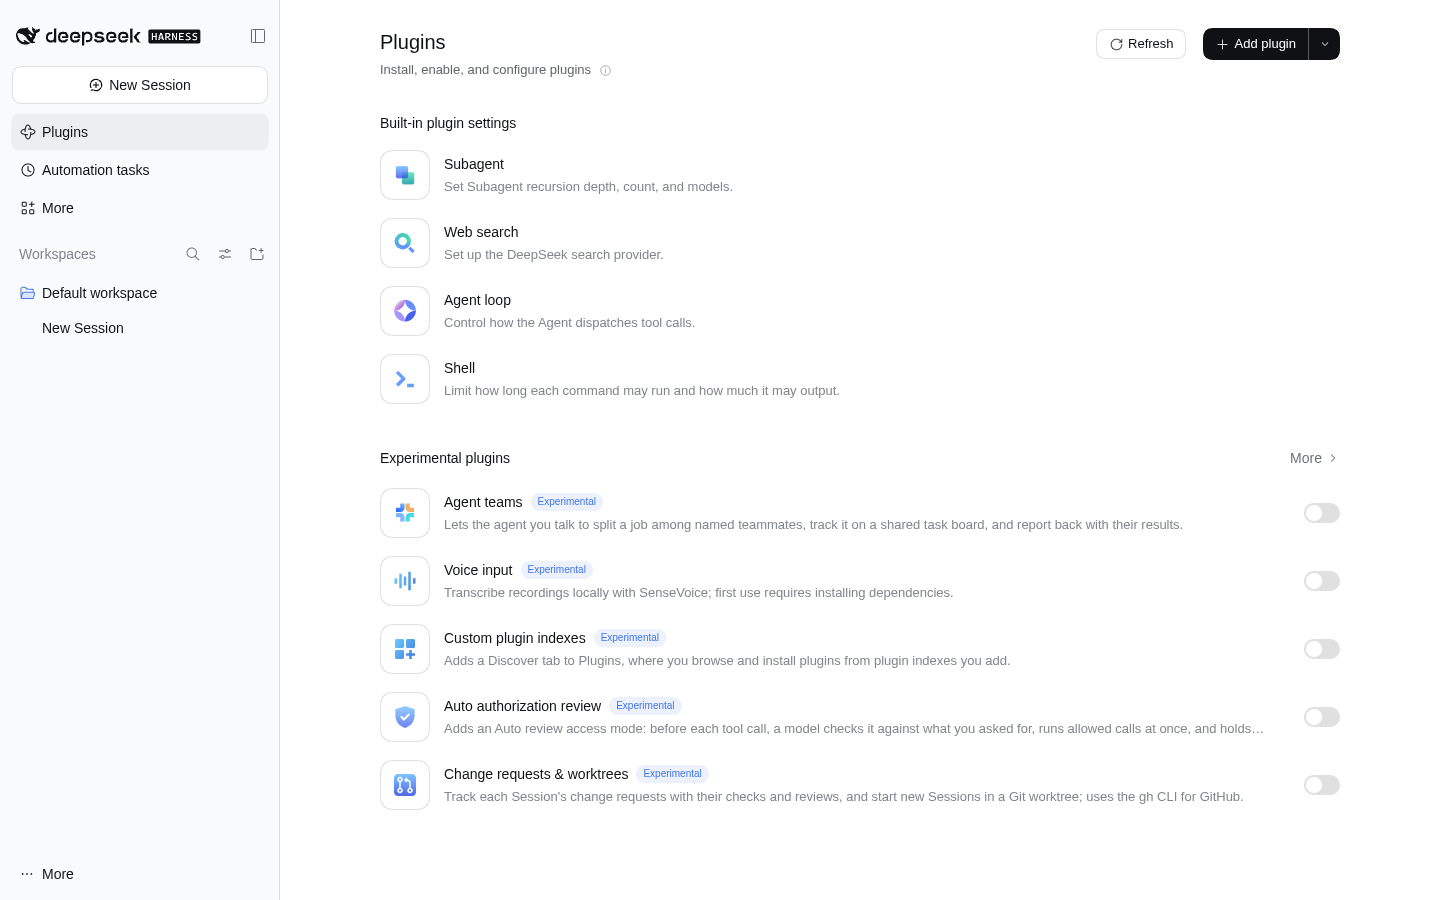 deepseek HARNESS
New Session
Plugins
Automation tasks
More
Workspaces
Default workspace
New Session
More
Plugins
Install, enable, and configure plugins
Refresh
Add plugin
Built-in plugin settings
Subagent
Set Subagent recursion depth, count, and models.
Web search
Set up the DeepSeek search provider.
Agent loop
Control how the Agent dispatches tool calls.
Shell
Limit how long each command may run and how much it may output.
Experimental plugins
More
Agent teams Experimental
Lets the agent you talk to split a job among named teammates, track it on a shared task board, and report back with their results.
Voice input Experimental
Transcribe recordings locally with SenseVoice; first use requires installing dependencies.
Custom plugin indexes Experimental
Adds a Discover tab to Plugins, where you browse and install plugins from plugin indexes you add.
Auto authorization review Experimental
Adds an Auto review access mode: before each tool call, a model checks it against what you asked for, runs allowed calls at once, and holds…
Change requests & worktrees Experimental
Track each Session's change requests with their checks and reviews, and start new Sessions in a Git worktree; uses the gh CLI for GitHub.